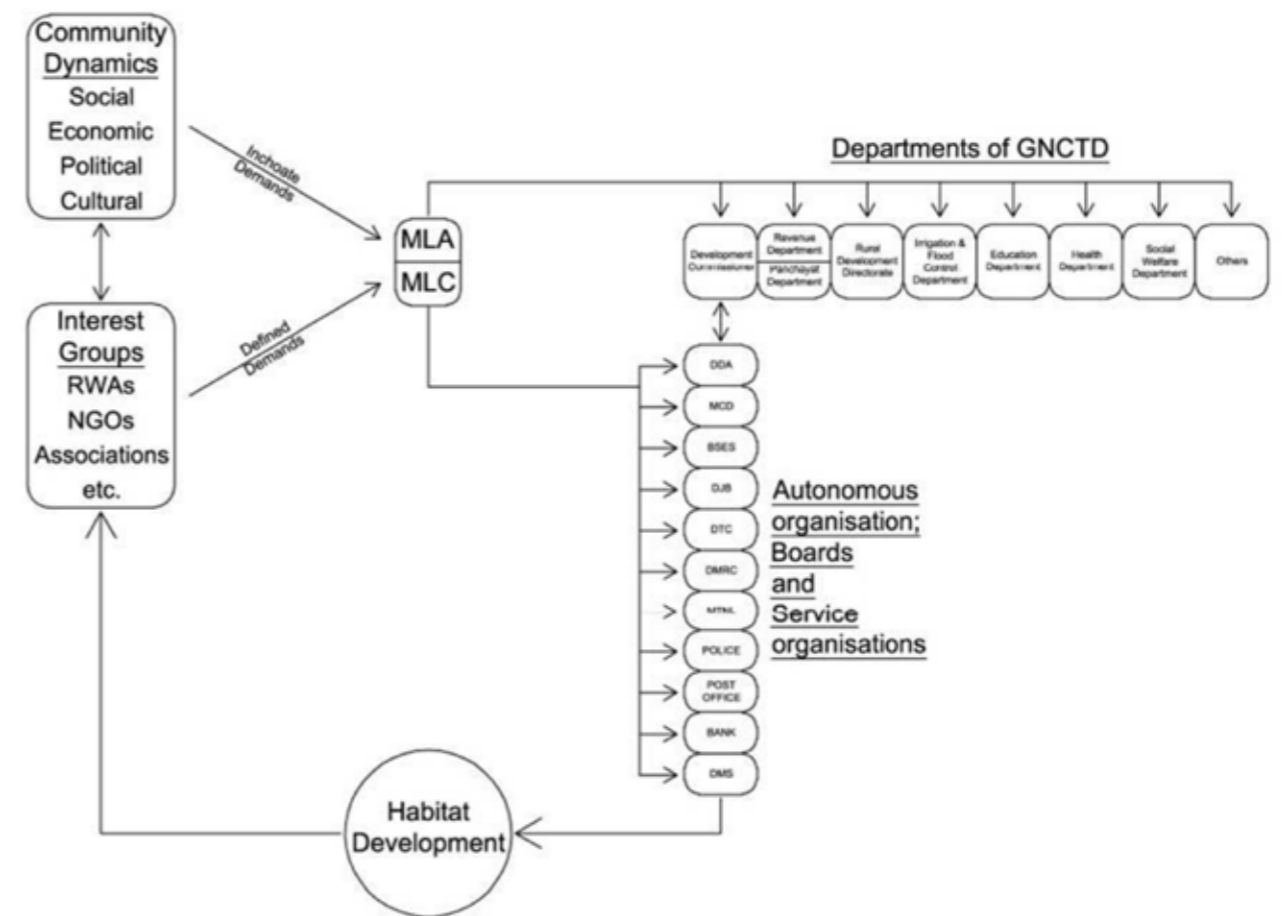 Community
Dynamics
Social
Economic
Political
Cultural
Inchoate
Demands
MLA
MLC
Interest
Groups
RWAs
NGOs
Associations
etc.
Defined
Demands
Departments of GNCTD
Development
Commissioner
Revenue
Department
Panchayat
Department
Rural
Development
Directorate
Irrigation &
Flood
Control
Department
Education
Department
Health
Department
Social
Welfare
Department
Others
DDA
MCD
BSES
DJB
DTC
DMRC
MTNL
POLICE
POST
OFFICE
BANK
DMS
Autonomous
organisation;
Boards
and
Service
organisations
Habitat
Development